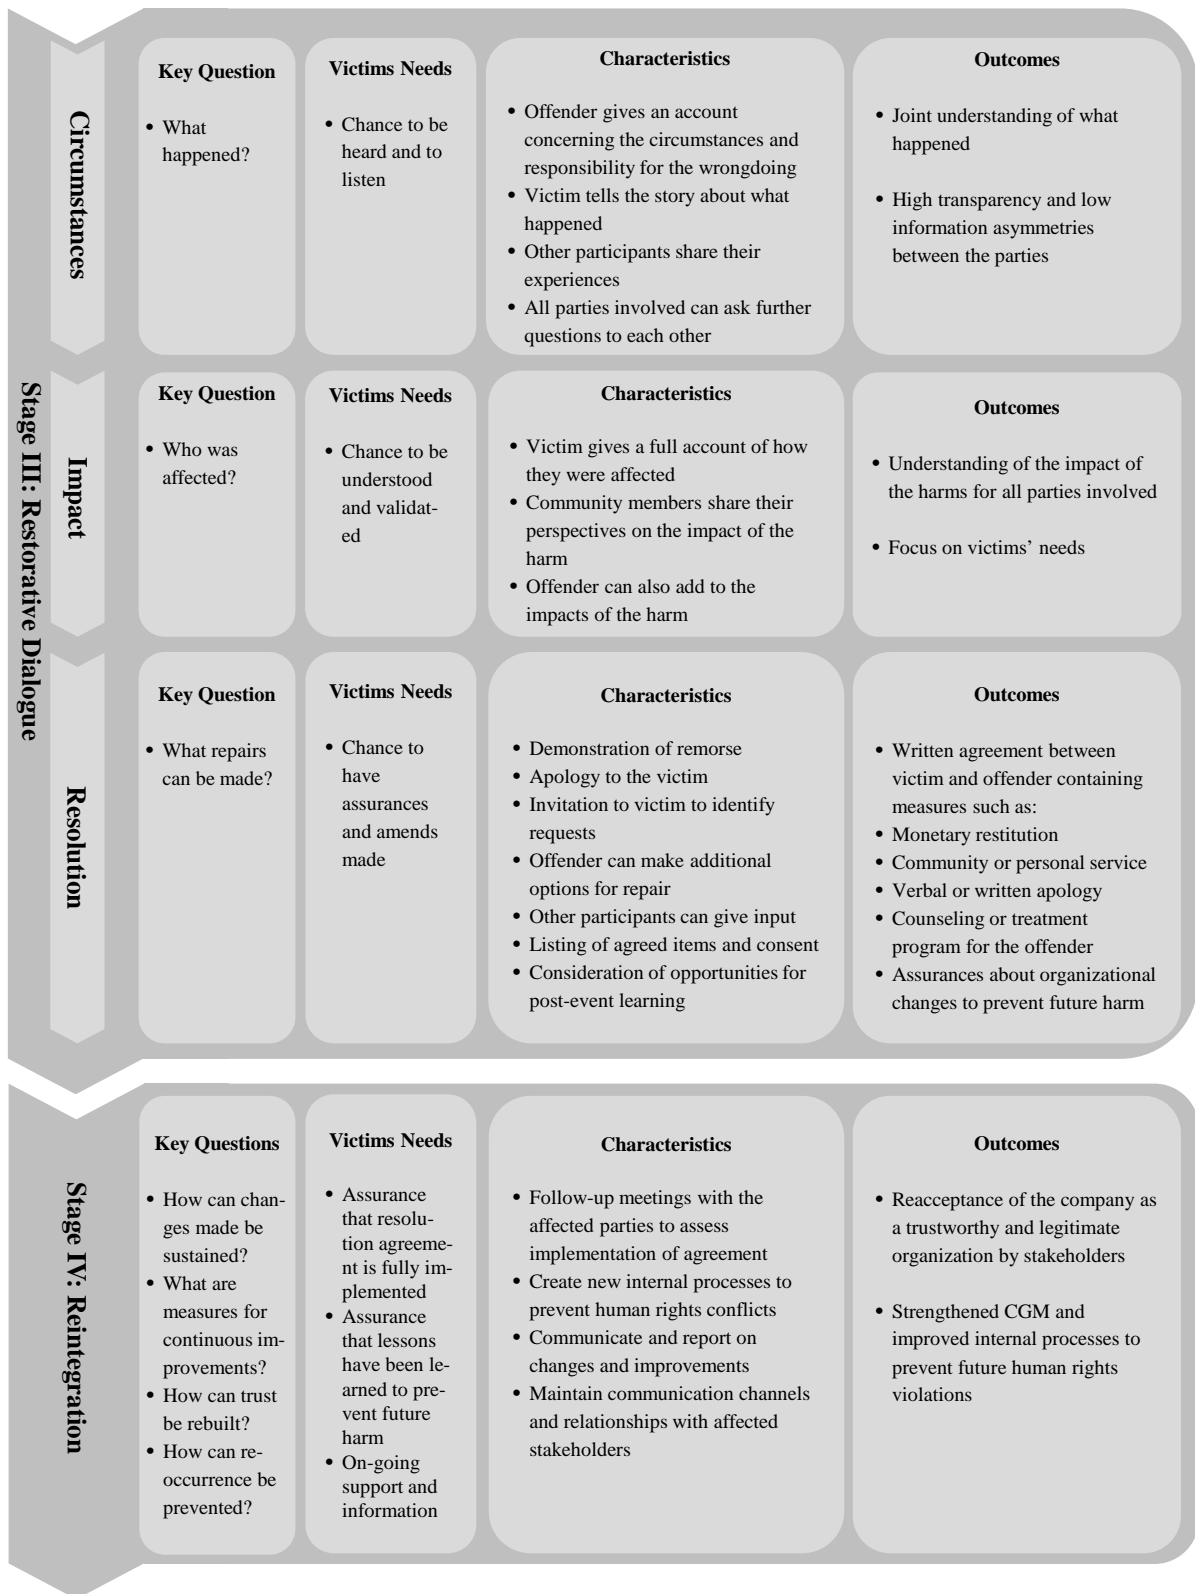 Stage III: Restorative Dialogue
Circumstances
Key Question
• What
happened?
Victims Needs
• Chance to be
heard and to
listen
Characteristics
• Offender gives an account
concerning the circumstances and
responsibility for the wrongdoing
• Victim tells the story about what
happened
• Other participants share their
experiences
• All parties involved can ask further
questions to each other
Outcomes
• Joint understanding of what
happened
• High transparency and low
information asymmetries
between the parties
Impact
Key Question
• Who was
affected?
Victims Needs
• Chance to be
understood
and validat-
ed
Characteristics
• Victim gives a full account of how
they were affected
• Community members share their
perspectives on the impact of the
harm
• Offender can also add to the
impacts of the harm
Outcomes
• Understanding of the impact of
the harms for all parties involved
• Focus on victims’ needs
Resolution
Key Question
• What repairs
can be made?
Victims Needs
• Chance to
have
assurances
and amends
made
Characteristics
• Demonstration of remorse
• Apology to the victim
• Invitation to victim to identify
requests
• Offender can make additional
options for repair
• Other participants can give input
• Listing of agreed items and consent
• Consideration of opportunities for
post-event learning
Outcomes
• Written agreement between
victim and offender containing
measures such as:
• Monetary restitution
• Community or personal service
• Verbal or written apology
• Counseling or treatment
program for the offender
• Assurances about organizational
changes to prevent future harm
Stage IV: Reintegration
Key Questions
• How can chan-
ges made be
sustained?
• What are
measures for
continuous im-
provements?
• How can trust
be rebuilt?
• How can re-
occurrence be
prevented?
Victims Needs
• Assurance
that resolu-
tion agreeme-
nt is fully im-
plemented
• Assurance
that lessons
have been le-
arned to pre-
vent future
harm
• On-going
support and
information
Characteristics
• Follow-up meetings with the
affected parties to assess
implementation of agreement
• Create new internal processes to
prevent human rights conflicts
• Communicate and report on
changes and improvements
• Maintain communication channels
and relationships with affected
stakeholders
Outcomes
• Reacceptance of the company as
a trustworthy and legitimate
organization by stakeholders
• Strengthened CGM and
improved internal processes to
prevent future human rights
violations